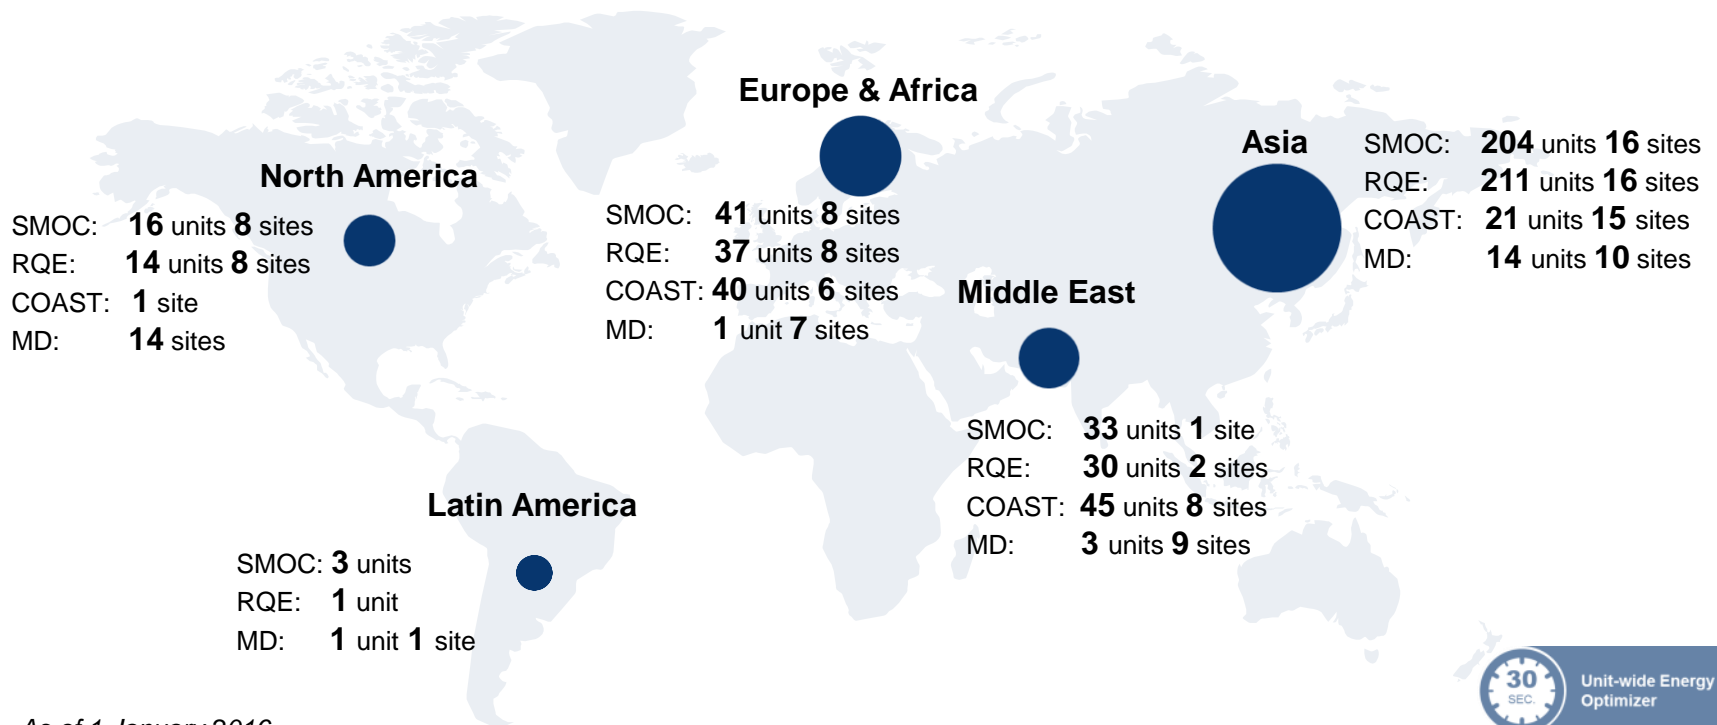 Europe & Africa
SMOC: 41 units 8 sites
RQE: 37 units 8 sites
COAST: 40 units 6 sites
MD: 1 unit 7 sites
Asia
SMOC: 204 units 16 sites
RQE: 211 units 16 sites
COAST: 21 units 15 sites
MD: 14 units 10 sites
North America
SMOC: 16 units 8 sites
RQE: 14 units 8 sites
COAST: 1 site
MD: 14 sites
Middle East
SMOC: 33 units 1 site
RQE: 30 units 2 sites
COAST: 45 units 8 sites
MD: 3 units 9 sites
Latin America
SMOC: 3 units
RQE: 1 unit
MD: 1 unit 1 site
30
SEC.
Unit-wide Energy
Optimizer
As of 1 January